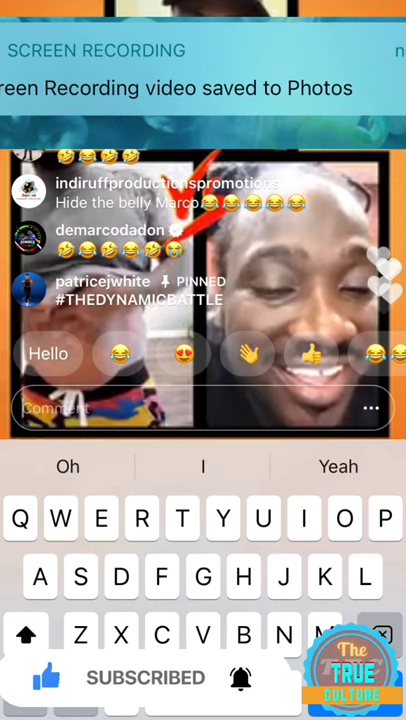 SCREEN RECORDING
reen Recording video saved to Photos
indiruffproductionspromotions
Hide the belly Marco😂😂😂😂😂
demarcodadon
🤣😂🤣😂🤣😭
patricejwhite PINNED
#THEDYNAMICBATTLE
Hello 😂 😍 👋 👍 😂
Comment
Oh I Yeah
Q W E R T Y U I O P
A S D F G H J K L
Z X C V B N M
SUBSCRIBED
The
TRUE
CULTURE